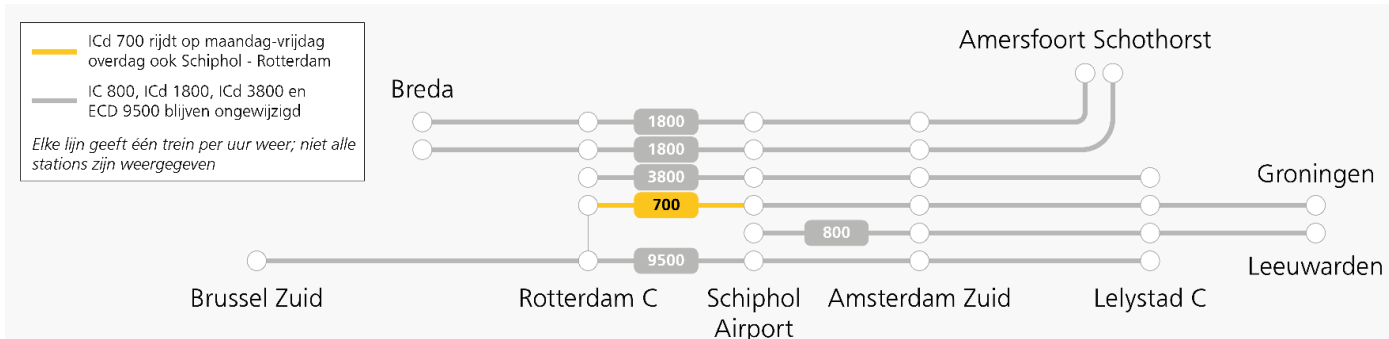 ICd 700 rijdt op maandag-vrijdag
overdag ook Schiphol - Rotterdam
IC 800, ICd 1800, ICd 3800 en
ECD 9500 blijven ongewijzigd
Elke lijn geeft één trein per uur weer; niet alle
stations zijn weergegeven
Amersfoort Schothorst
Breda
1800
1800
3800
Groningen
700
800
9500
Leeuwarden
Brussel Zuid
Rotterdam C
Schiphol
Airport
Amsterdam Zuid
Lelystad C